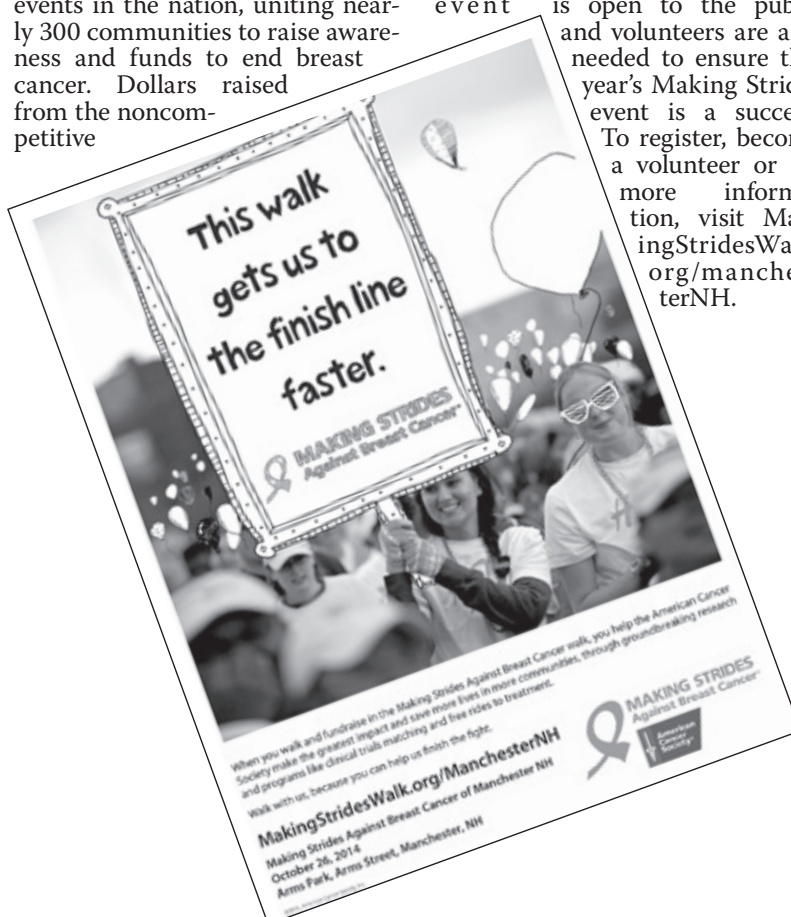 events in the nation, uniting near-
ly 300 communities to raise aware-
ness and funds to end breast
cancer. Dollars raised
from the noncom-
petitive
event
is open to the pub
and volunteers are a
needed to ensure th
year's Making Strid
event is a succe
To register, becom
a volunteer or
more inform
tion, visit Ma
ingStridesWa
org/manche
terNH.
This walk
gets us to
the finish line
faster.
MAKING STRIDES
Against Breast Cancer
When you walk and fundraise in the Making Strides Against Breast Cancer walk, you help the American Cancer
Society make the greatest impact and save more lives in more communities, through groundbreaking research
and programs like clinical trials matching and free rides to treatment.
Walk with us, because you can help us finish the fight.
MakingStridesWalk.org/ManchesterNH
Making Strides Against Breast Cancer of Manchester NH
October 26, 2014
Arms Park, Arms Street, Manchester, NH
MAKING STRIDES
Against Breast Cancer
American
Cancer
Society